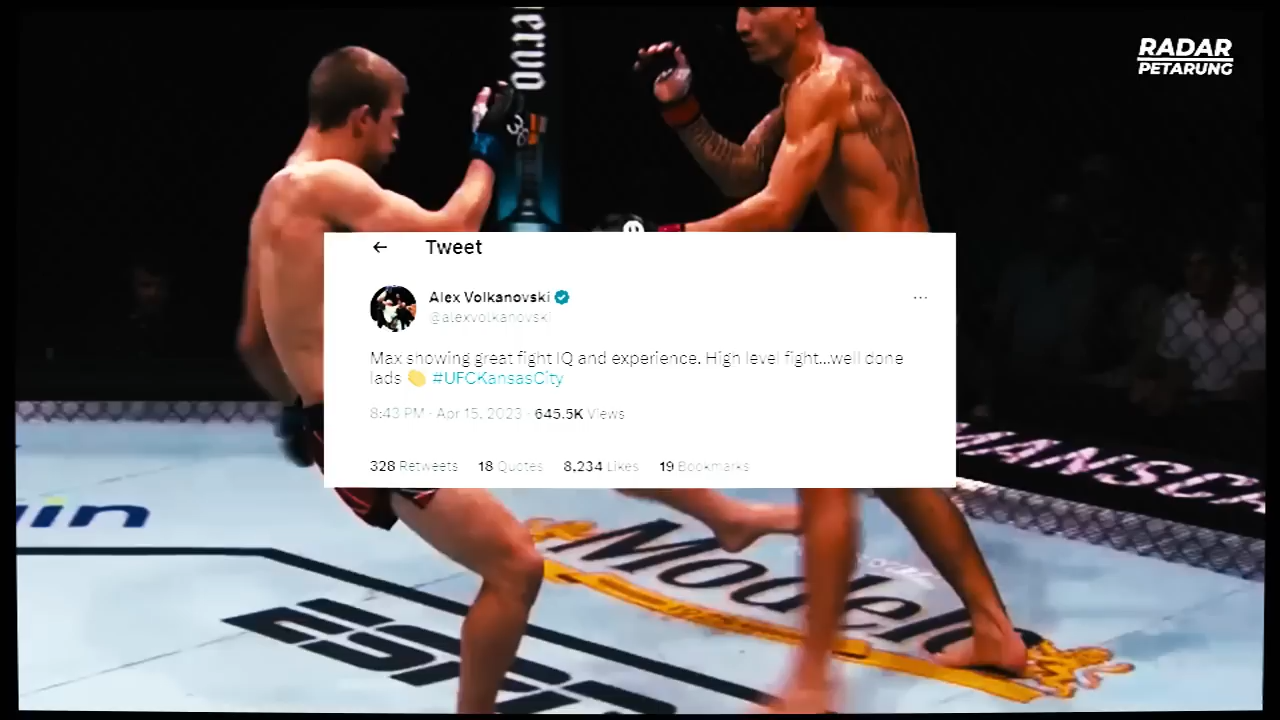 RADAR
PETARUNG
Tweet
Alex Volkanovski
@alexvolkanovski
Max showing great fight IQ and experience. High level fight...well done
lads 👏 #UFCKansasCity
8:43 PM · Apr 15, 2023 · 645.5K Views
328 Retweets 18 Quotes 8,234 Likes 19 Bookmarks
MANSCA
Modelo
ESPN